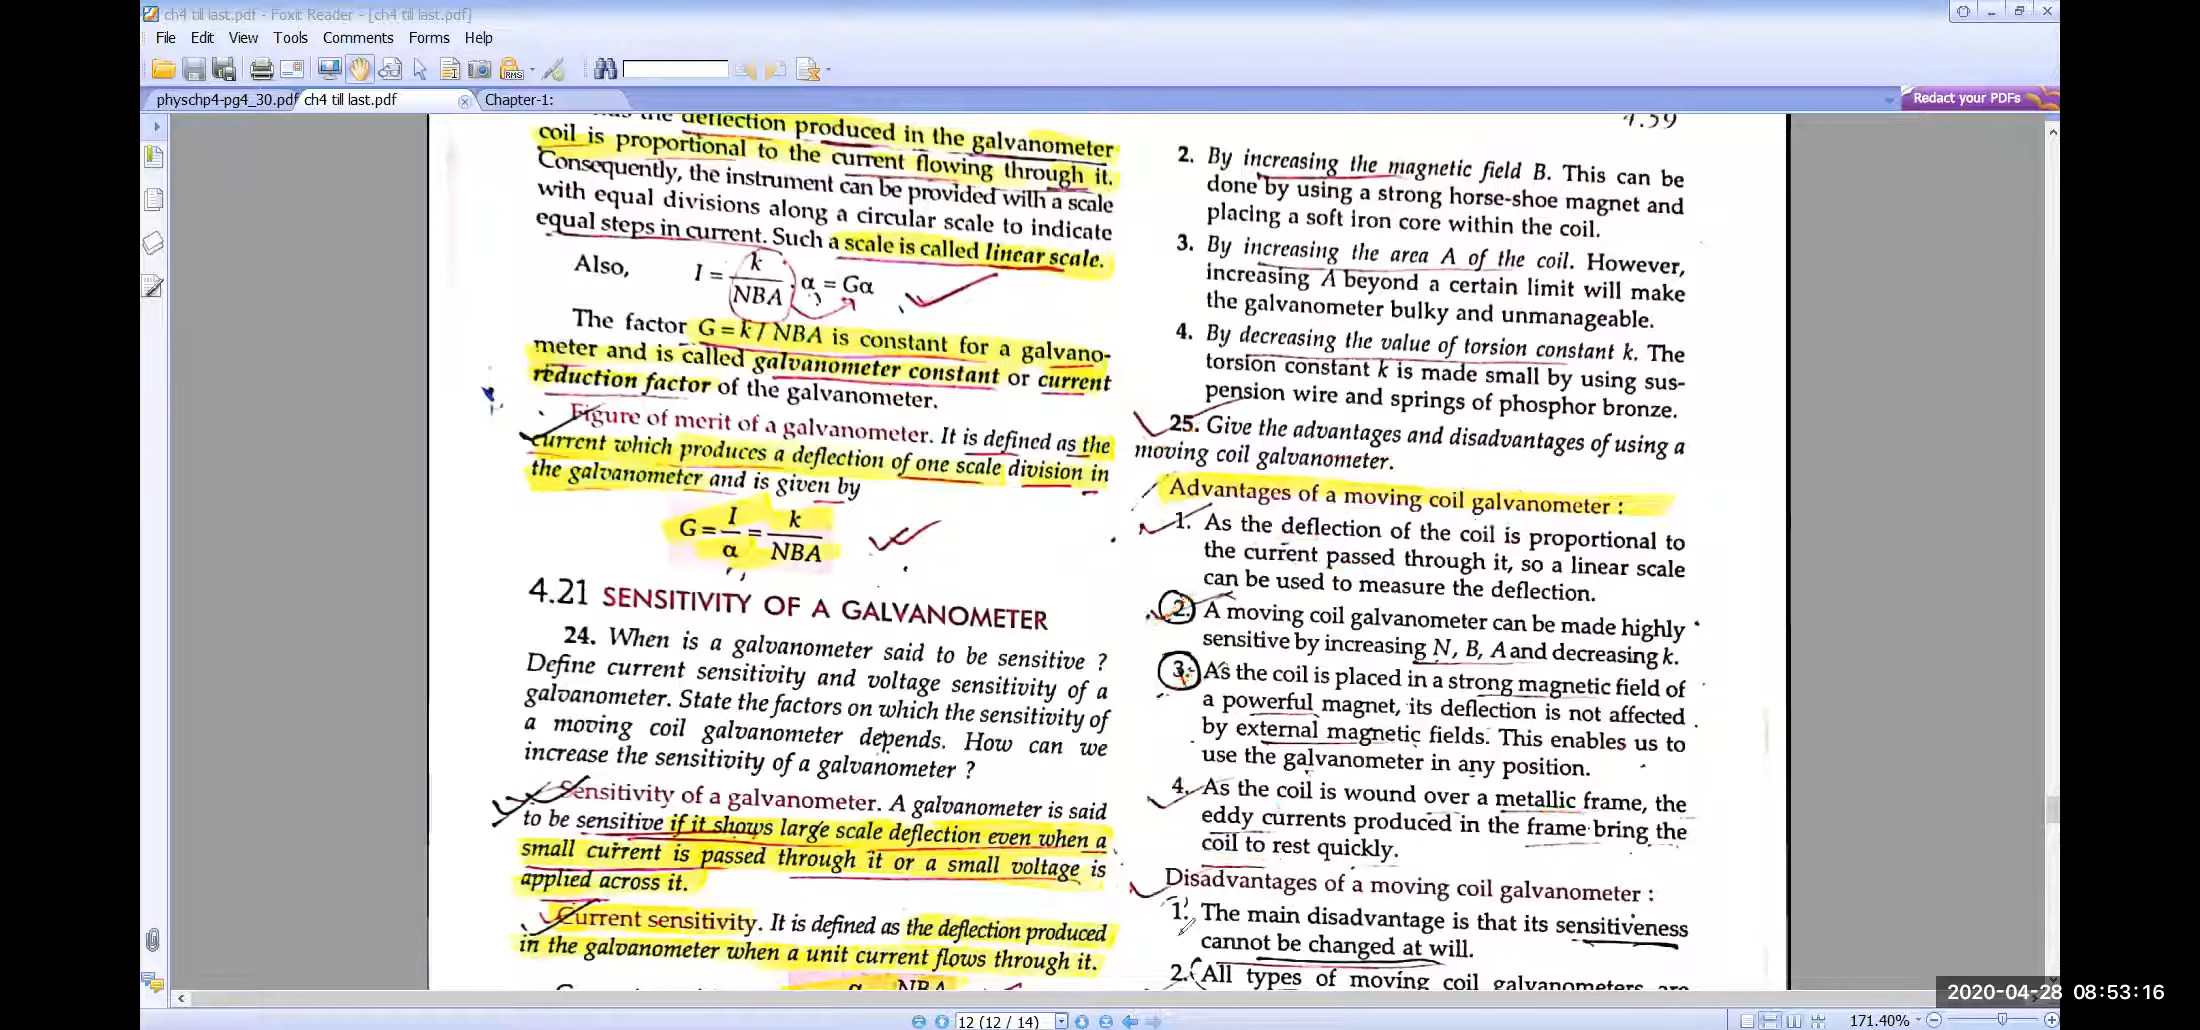 ch4 till last.pdf - Foxit Reader - [ch4 till last.pdf]
File Edit View Tools Comments Forms Help
physchp4-pg4_30.pdf ch4 till last.pdf Chapter-1:
Redact your PDFs
deflection produced in the galvanometer
coil is proportional to the current flowing through it.
Consequently, the instrument can be provided with a scale
with equal divisions along a circular scale to indicate
equal steps in current. Such a scale is called linear scale.
Also, I = k / NBA . α = Gα
The factor G = k / NBA is constant for a galvano-
meter and is called galvanometer constant or current
reduction factor of the galvanometer.
Figure of merit of a galvanometer. It is defined as the
current which produces a deflection of one scale division in
the galvanometer and is given by
G = I / α = k / NBA
4.21 SENSITIVITY OF A GALVANOMETER
24. When is a galvanometer said to be sensitive ?
Define current sensitivity and voltage sensitivity of a
galvanometer. State the factors on which the sensitivity of
a moving coil galvanometer depends. How can we
increase the sensitivity of a galvanometer ?
Sensitivity of a galvanometer. A galvanometer is said
to be sensitive if it shows large scale deflection even when a
small current is passed through it or a small voltage is
applied across it.
Current sensitivity. It is defined as the deflection produced
in the galvanometer when a unit current flows through it.
α NBA
4.59
2. By increasing the magnetic field B. This can be
done by using a strong horse-shoe magnet and
placing a soft iron core within the coil.
3. By increasing the area A of the coil. However,
increasing A beyond a certain limit will make
the galvanometer bulky and unmanageable.
4. By decreasing the value of torsion constant k. The
torsion constant k is made small by using sus-
pension wire and springs of phosphor bronze.
25. Give the advantages and disadvantages of using a
moving coil galvanometer.
Advantages of a moving coil galvanometer :
1. As the deflection of the coil is proportional to
the current passed through it, so a linear scale
can be used to measure the deflection.
2. A moving coil galvanometer can be made highly
sensitive by increasing N, B, A and decreasing k.
3. As the coil is placed in a strong magnetic field of
a powerful magnet, its deflection is not affected
by external magnetic fields. This enables us to
use the galvanometer in any position.
4. As the coil is wound over a metallic frame, the
eddy currents produced in the frame bring the
coil to rest quickly.
Disadvantages of a moving coil galvanometer :
1. The main disadvantage is that its sensitiveness
cannot be changed at will.
2. All types of moving coil galvanometers are
2020-04-28 08:53:16
12 (12 / 14)
171.40%